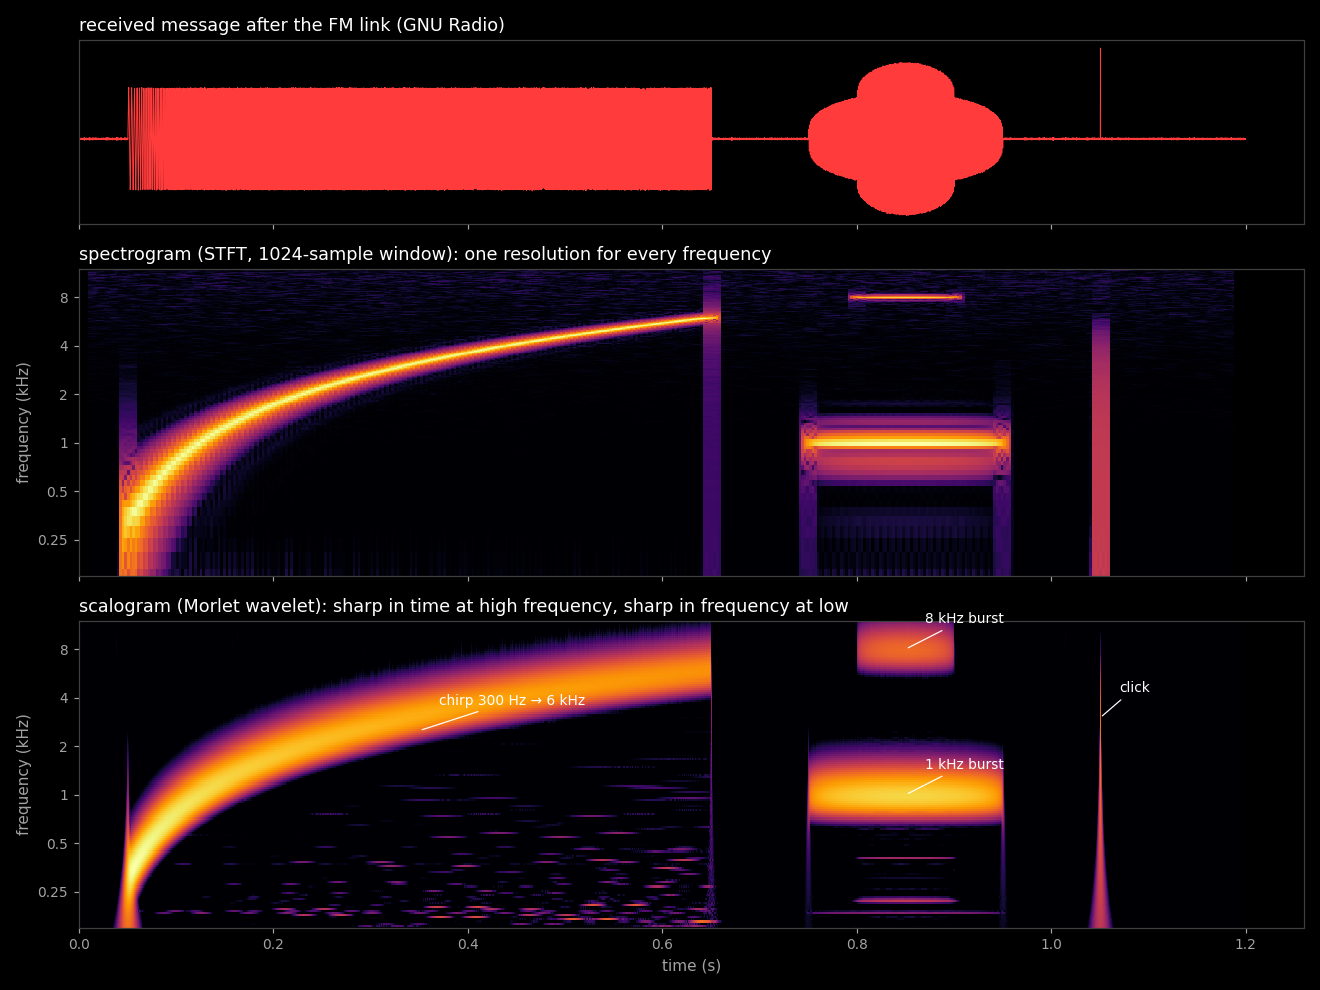 received message after the FM link (GNU Radio)
spectrogram (STFT, 1024-sample window): one resolution for every frequency
8
4
2
1
0.5
0.25
frequency (kHz)
scalogram (Morlet wavelet): sharp in time at high frequency, sharp in frequency at low
8 kHz burst
click
chirp 300 Hz → 6 kHz
1 kHz burst
8
4
2
1
0.5
0.25
frequency (kHz)
0.0 0.2 0.4 0.6 0.8 1.0 1.2
time (s)